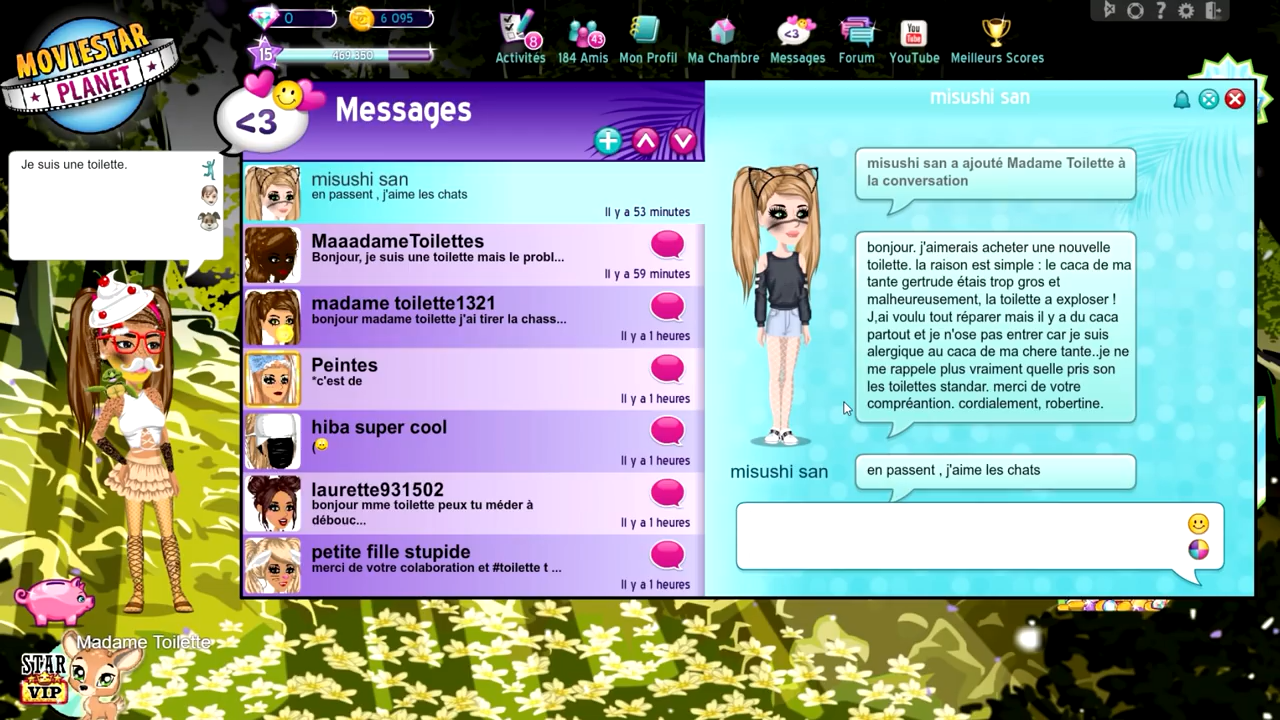 MOVIESTAR
PLANET
0
6 095
15
469.350
8
Activités
43
184 Amis
Mon Profil
Ma Chambre
<3
Messages
Forum
You
Tube
YouTube
Meilleurs Scores
Je suis une toilette.
<3
Messages
misushi san
en passent , j'aime les chats
Il y a 53 minutes
MaaadameToilettes
Bonjour, je suis une toilette mais le probl...
Il y a 59 minutes
madame toilette1321
bonjour madame toilette j'ai tirer la chass...
Il y a 1 heures
Peintes
*c'est de
Il y a 1 heures
hiba super cool
(
Il y a 1 heures
laurette931502
bonjour mme toilette peux tu méder à
débouc...
Il y a 1 heures
petite fille stupide
merci de votre colaboration et #toilette t ...
Il y a 1 heures
misushi san
misushi san a ajouté Madame Toilette à
la conversation
bonjour. j'aimerais acheter une nouvelle
toilette. la raison est simple : le caca de ma
tante gertrude étais trop gros et
malheureusement, la toilette a exploser !
J,ai voulu tout réparer mais il y a du caca
partout et je n'ose pas entrer car je suis
alergique au caca de ma chere tante..je ne
me rappele plus vraiment quelle pris son
les toilettes standar. merci de votre
compréantion. cordialement, robertine.
misushi san
en passent , j'aime les chats
Madame Toilette
STAR
VIP